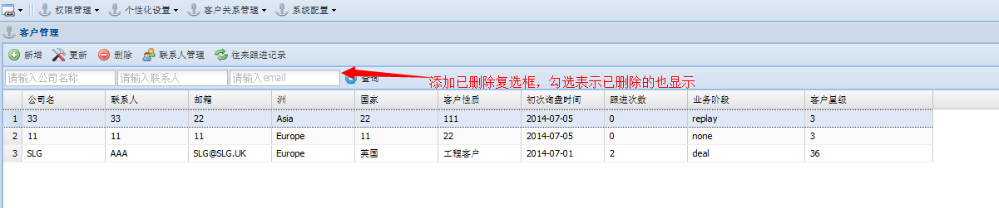 权限管理 个性化设置 客户关系管理 系统配置
客户管理
新增 更新 删除 联系人管理 往来跟进记录
请输入公司名称 请输入联系人 请输入email 查询
添加已删除复选框，勾选表示已删除的也显示
公司名 联系人 邮箱 洲 国家 客户性质 初次询盘时间 跟进次数 业务阶段 客户星级
1 33 33 22 Asia 22 111 2014-07-05 0 replay 3
2 11 11 11 Europe 11 22 2014-07-05 0 none 3
3 SLG AAA SLG@SLG.UK Europe 英国 工程客户 2014-07-01 2 deal 36